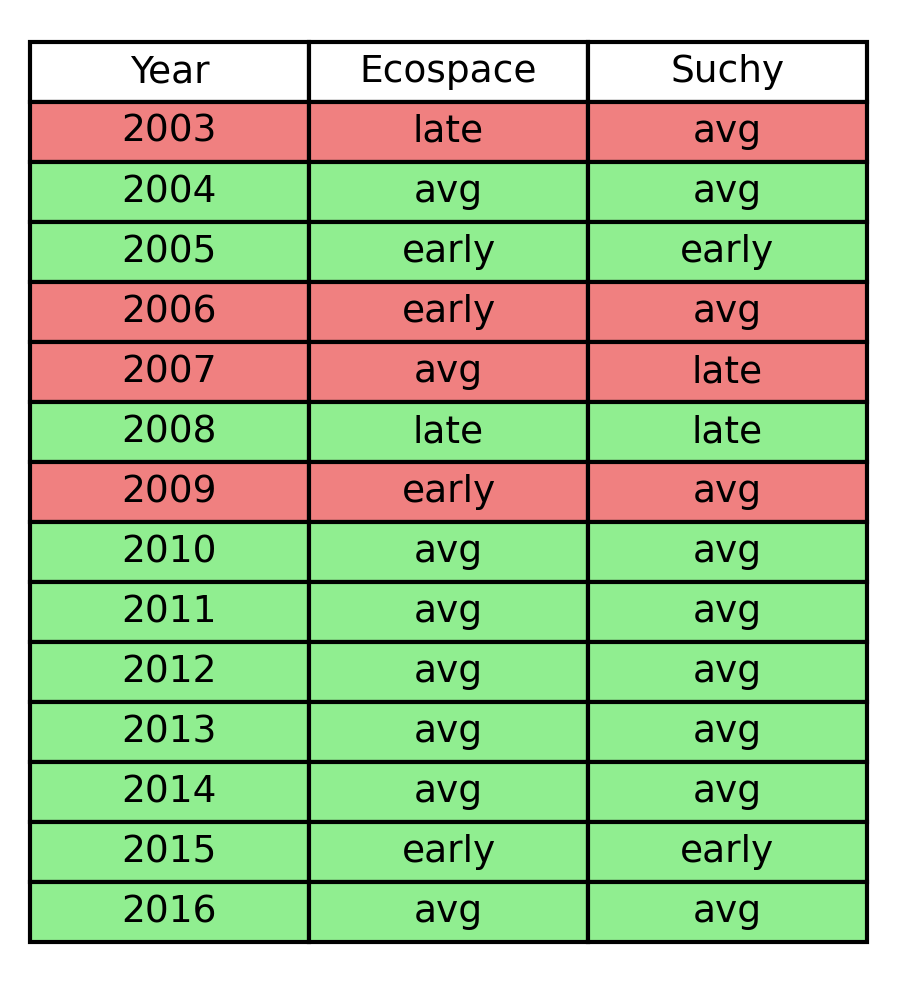 Year Ecospace Suchy
2003 late avg
2004 avg avg
2005 early early
2006 early avg
2007 avg late
2008 late late
2009 early avg
2010 avg avg
2011 avg avg
2012 avg avg
2013 avg avg
2014 avg avg
2015 early early
2016 avg avg